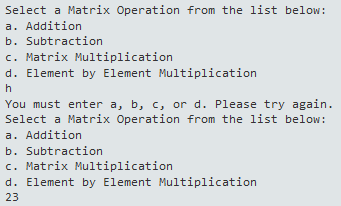 Select a Matrix Operation from the list below:
a. Addition
b. Subtraction
c. Matrix Multiplication
d. Element by Element Multiplication
h
You must enter a, b, c, or d. Please try again.
Select a Matrix Operation from the list below:
a. Addition
b. Subtraction
c. Matrix Multiplication
d. Element by Element Multiplication
23